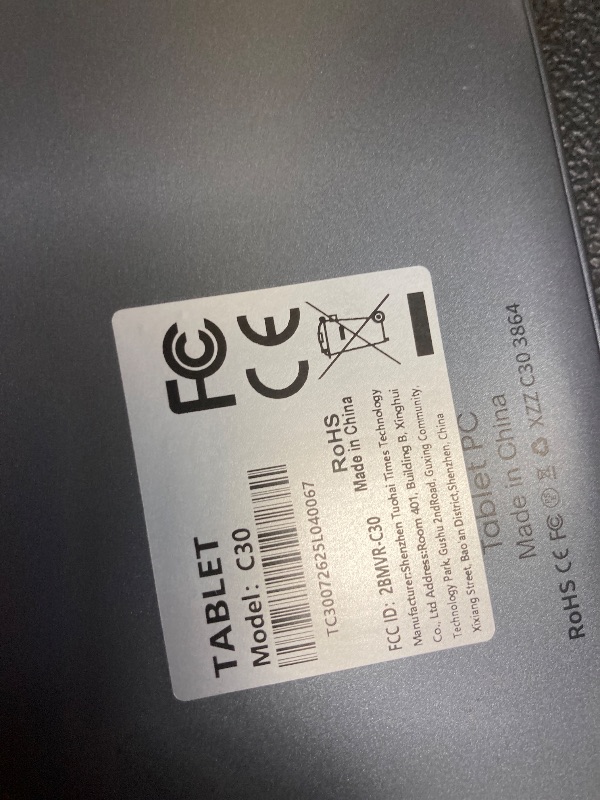 TABLET
Model: C30
TC30072625L040067
RoHS
Made in China
FC
CE
FCC ID: 2BMVR-C30
Manufacturer:Shenzhen Tuohai Times Technology
Co., Ltd Address:Room 401, Building B, Xinghui
Technology Park, Gushu 2ndRoad, Guxing Community,
Xixiang Street, Bao'an District,Shenzhen, China
Tablet PC
Made in China
RoHS CE FC XZZ C30 3864